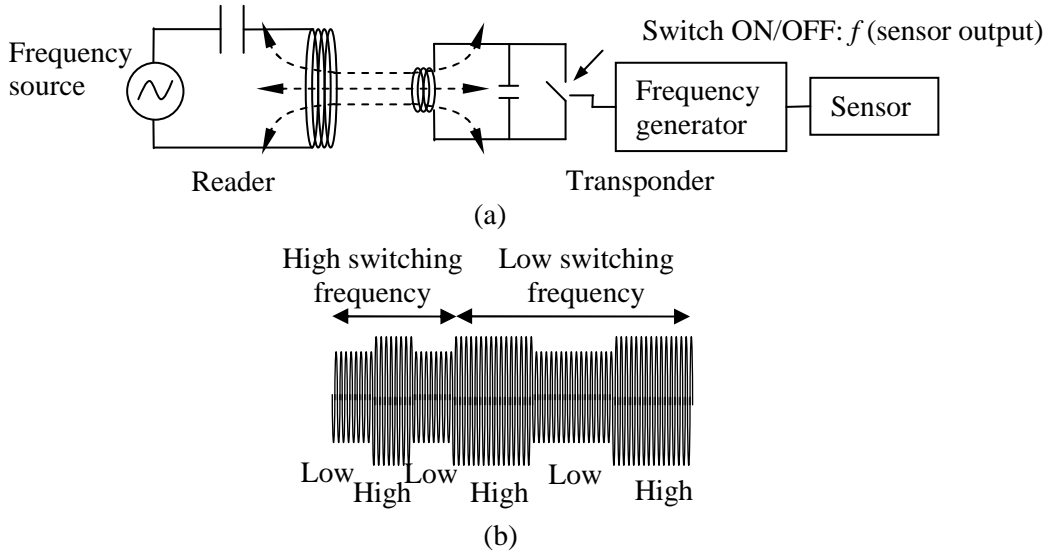 Switch ON/OFF: f (sensor output)
Frequency
source
Frequency
generator
Sensor
Reader
Transponder
(a)
High switching
frequency
Low switching
frequency
Low
High
Low
High
Low
High
(b)